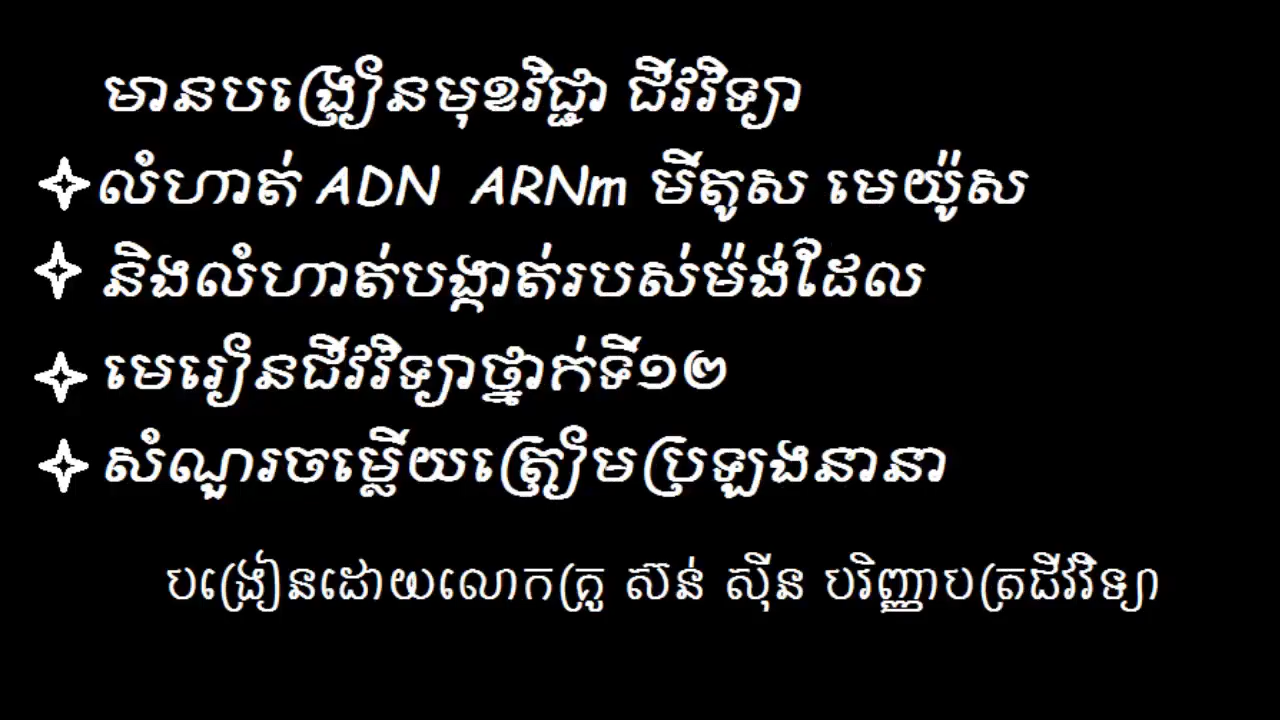 មានបង្រៀនមុខវិជ្ជា ជីវវិទ្យា
លំហាត់ ADN ARNm មីតូស មេយ៉ូស
និងលំហាត់បង្កាត់របស់ម៉ង់ដែល
មេរៀនជីវវិទ្យាថ្នាក់ទី១២
សំណួរចម្លើយត្រៀមប្រឡងនានា
បង្រៀនដោយលោកគ្រូ ស៊ន់ ស៊ីន បរិញ្ញាបត្រជីវវិទ្យា